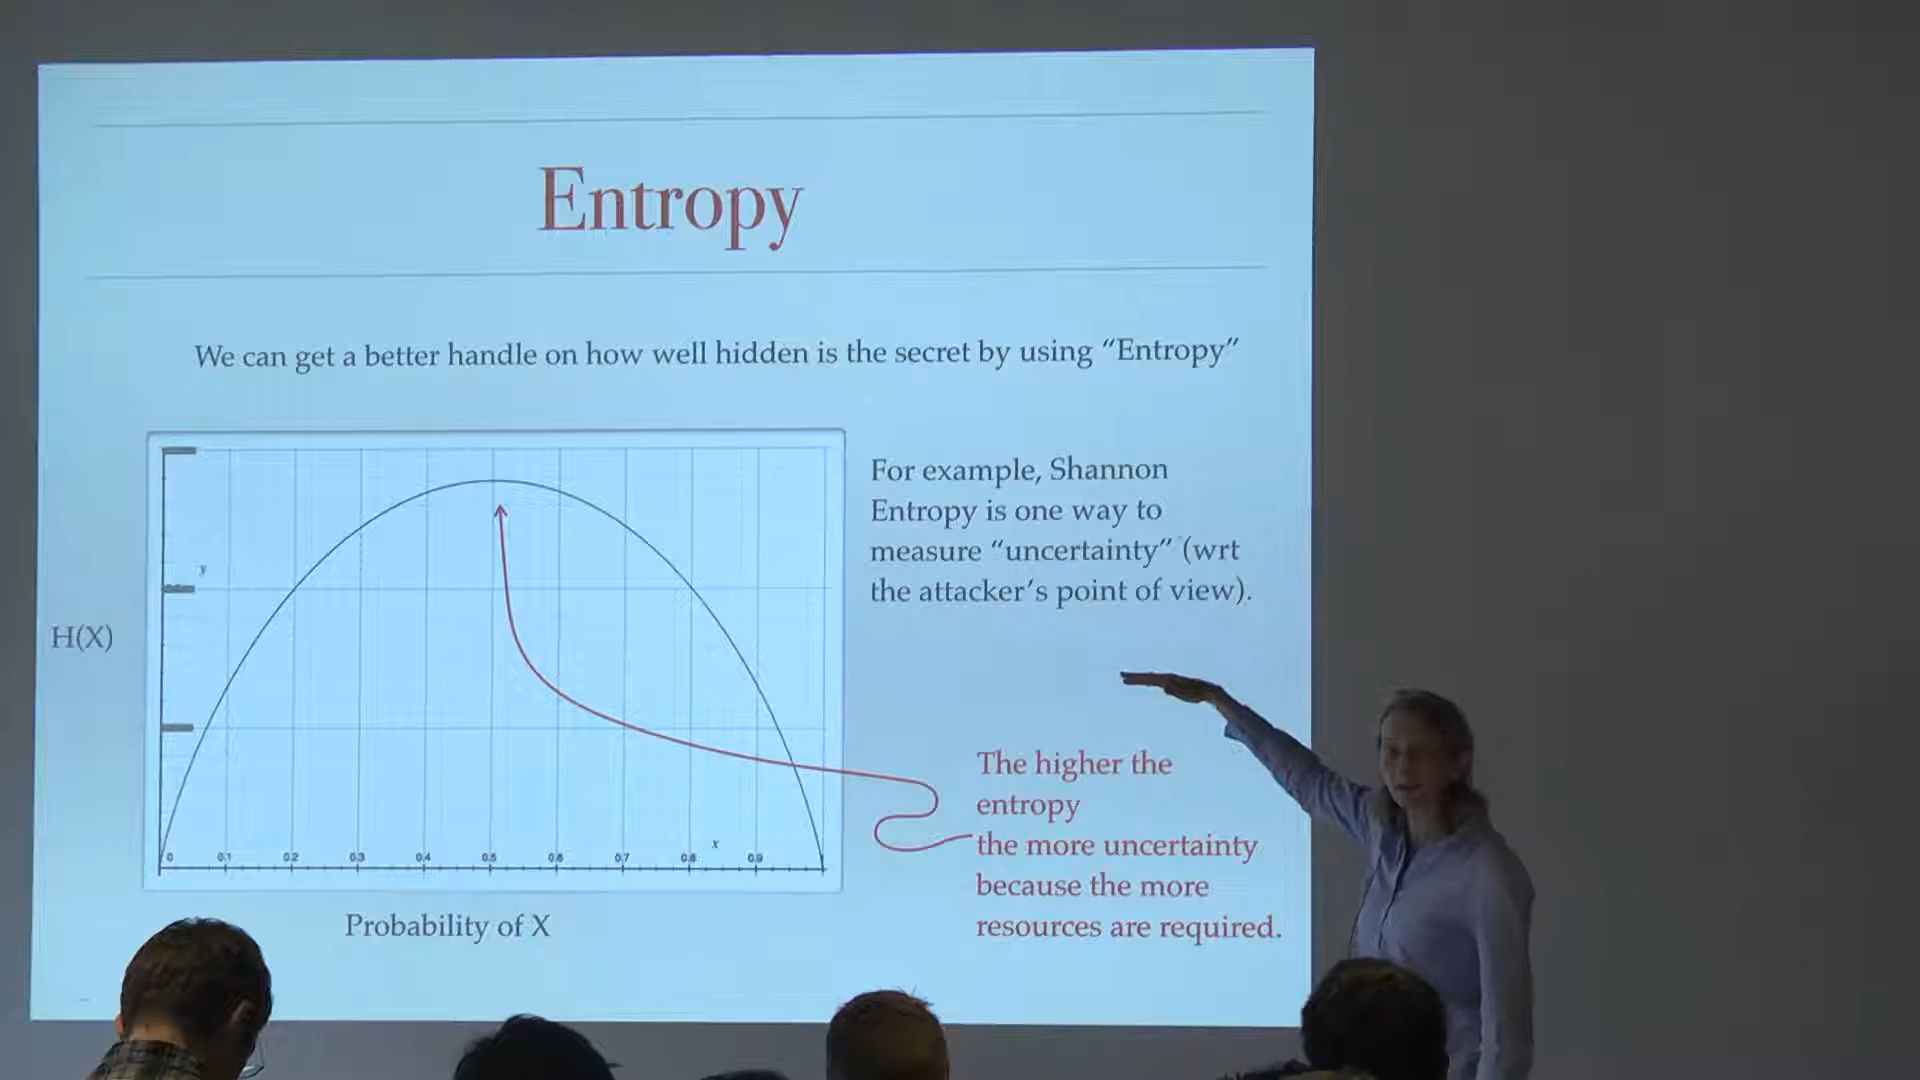 Entropy
We can get a better handle on how well hidden is the secret by using “Entropy”
For example, Shannon
Entropy is one way to
measure “uncertainty” (wrt
the attacker’s point of view).
y
H(X)
The higher the
entropy
the more uncertainty
because the more
resources are required.
x
0 0.1 0.2 0.3 0.4 0.5 0.6 0.7 0.8 0.9
Probability of X